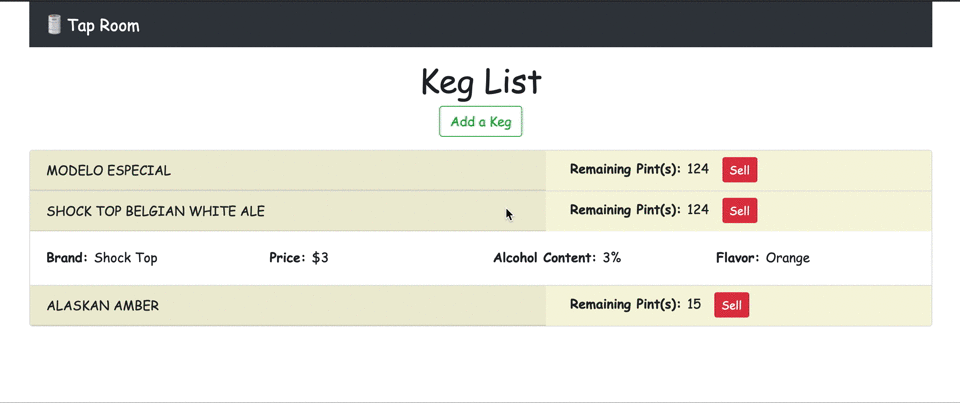 Tap Room
Keg List
Add a Keg
MODELO ESPECIAL Remaining Pint(s): 124 Sell
SHOCK TOP BELGIAN WHITE ALE Remaining Pint(s): 124 Sell
Brand: Shock Top Price: $3 Alcohol Content: 3% Flavor: Orange
ALASKAN AMBER Remaining Pint(s): 15 Sell